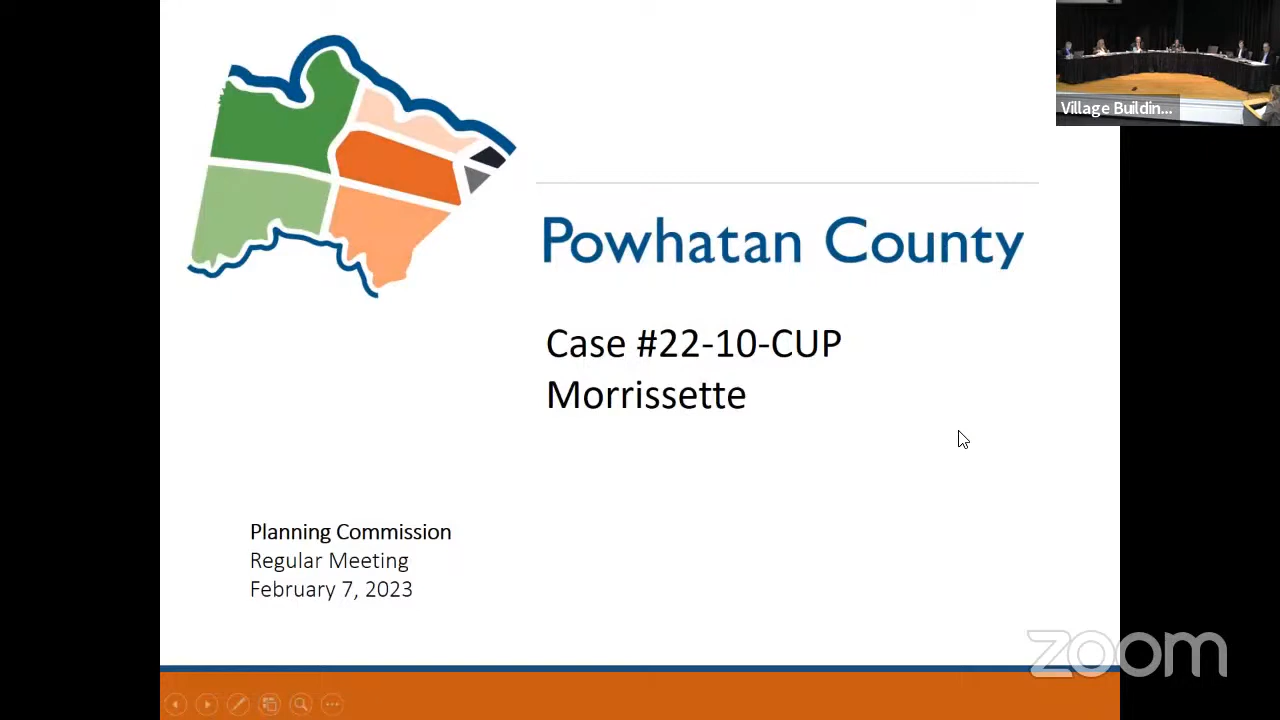 Village Buildin...
Powhatan County
Case #22-10-CUP
Morrissette
Planning Commission
Regular Meeting
February 7, 2023
zoom